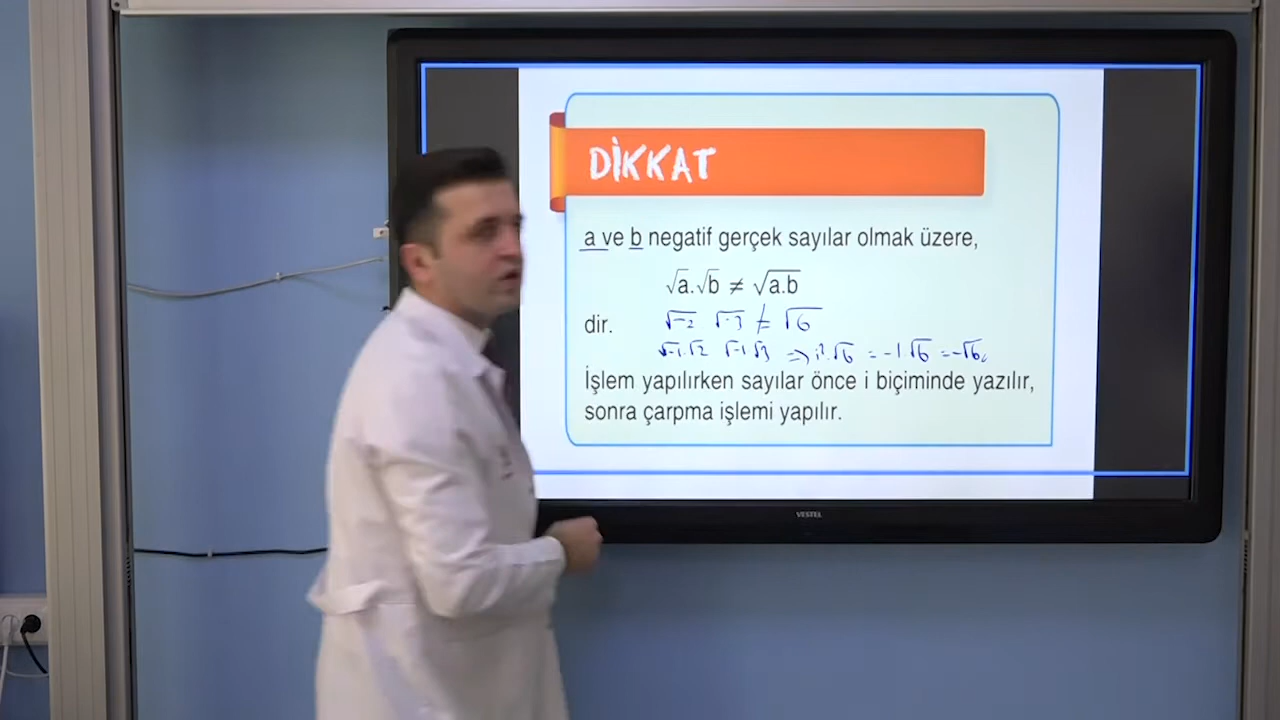 DİKKAT
a ve b negatif gerçek sayılar olmak üzere,
√a.√b ≠ √a.b
dir. √-2 √-3 ≠ √6
√-1.√2 √-1 √3 => i².√6 = -1.√6 = -√6
İşlem yapılırken sayılar önce i biçiminde yazılır,
sonra çarpma işlemi yapılır.
VESTEL